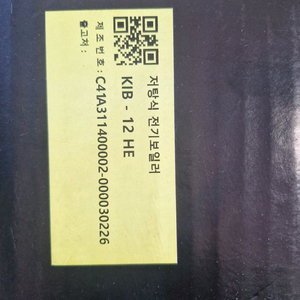 저탕식 전기보일러
KIB - 12 HE
제 조 번 호 : C41A311400002-000030226
출고처 :